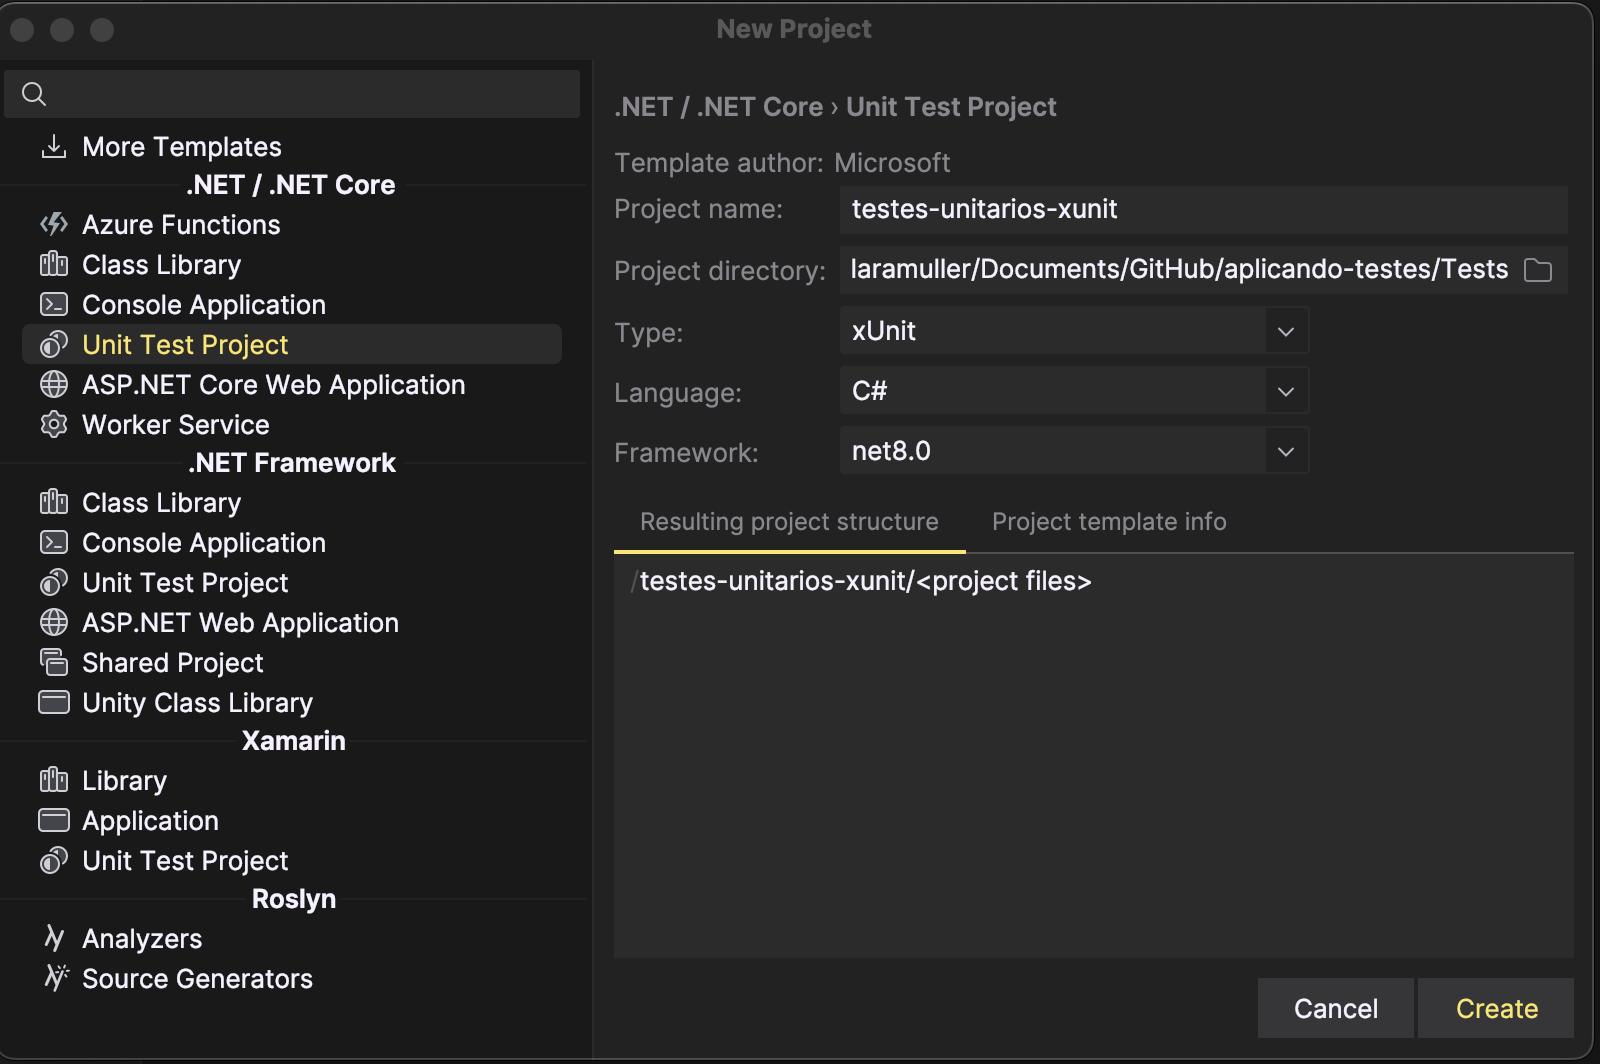 New Project
More Templates
.NET / .NET Core
Azure Functions
Class Library
Console Application
Unit Test Project
ASP.NET Core Web Application
Worker Service
.NET Framework
Class Library
Console Application
Unit Test Project
ASP.NET Web Application
Shared Project
Unity Class Library
Xamarin
Library
Application
Unit Test Project
Roslyn
Analyzers
Source Generators
.NET / .NET Core › Unit Test Project
Template author: Microsoft
Project name: testes-unitarios-xunit
Project directory: laramuller/Documents/GitHub/aplicando-testes/Tests
Type: xUnit
Language: C#
Framework: net8.0
Resulting project structure Project template info
/testes-unitarios-xunit/<project files>
Cancel Create